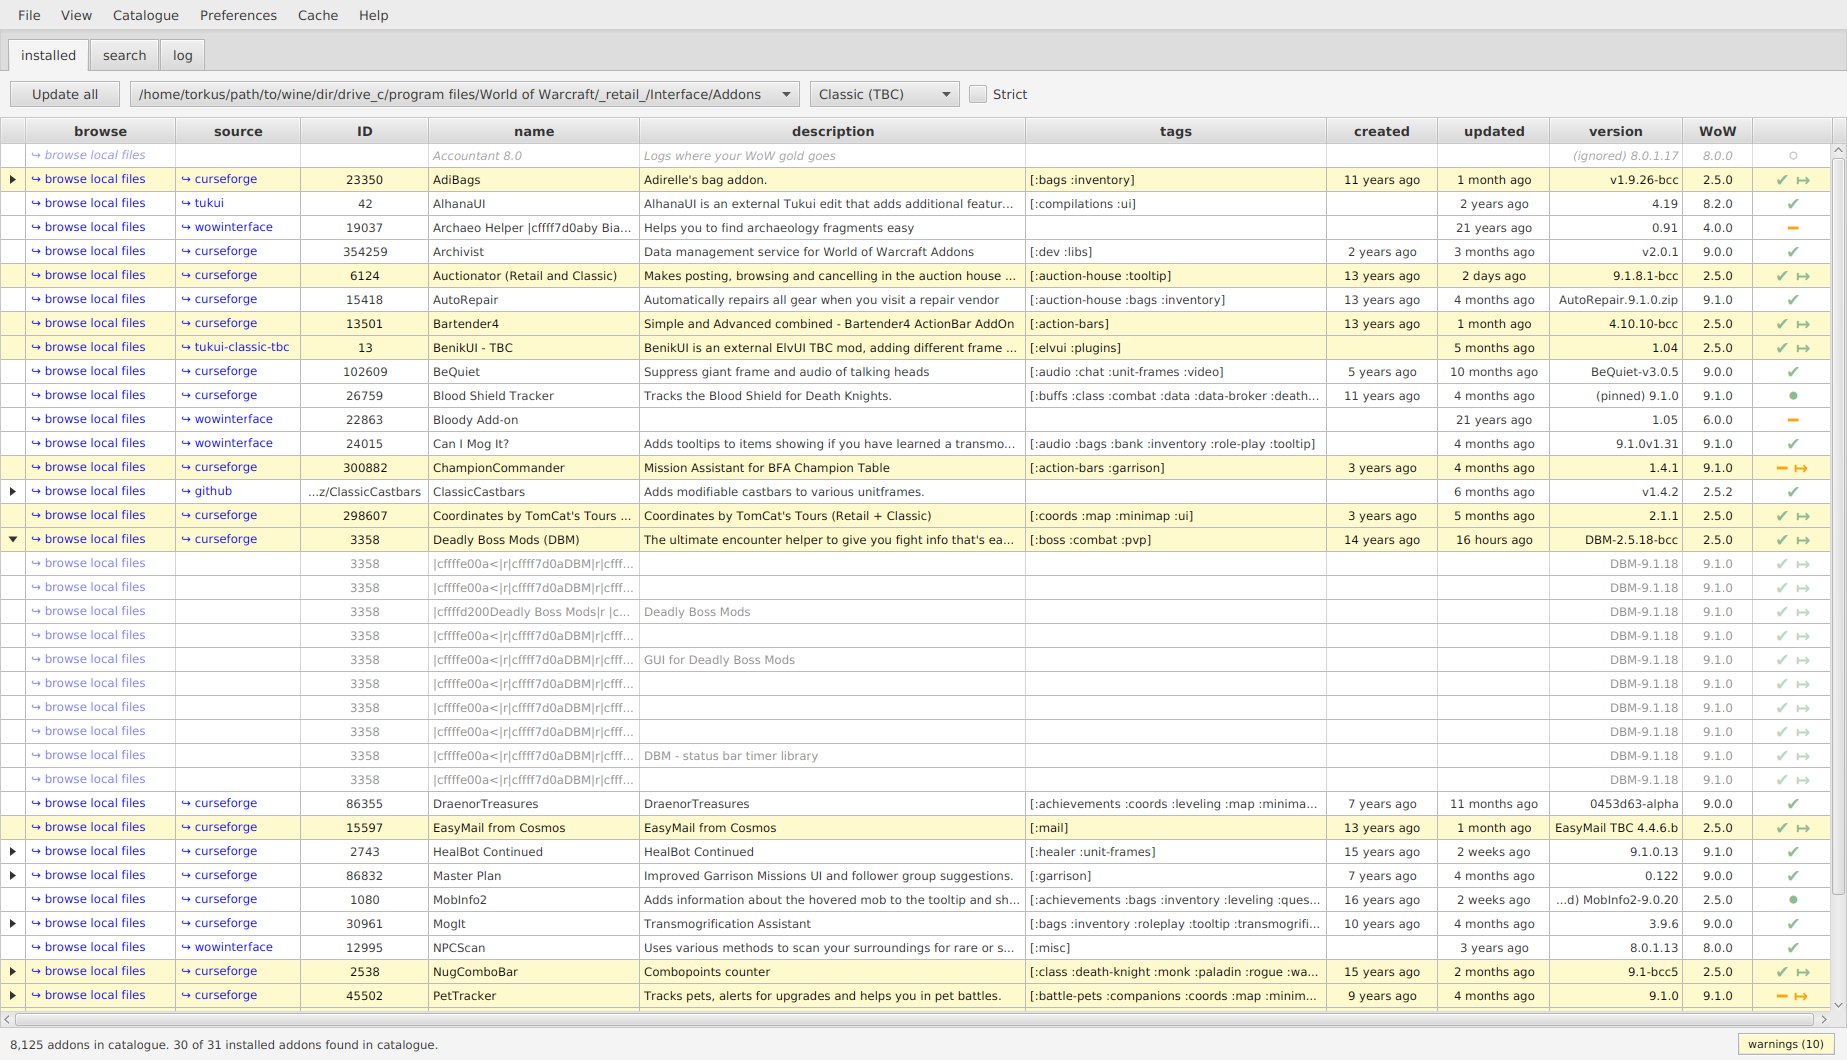 File View Catalogue Preferences Cache Help
installed search log
Update all /home/torkus/path/to/wine/dir/drive_c/program files/World of Warcraft/_retail_/Interface/Addons Classic (TBC) Strict
browse source ID name description tags created updated version WoW
↪ browse local files Accountant 8.0 Logs where your WoW gold goes (ignored) 8.0.1.17 8.0.0
↪ browse local files ↪ curseforge 23350 AdiBags Adirelle's bag addon. [:bags :inventory] 11 years ago 1 month ago v1.9.26-bcc 2.5.0
↪ browse local files ↪ tukui 42 AlhanaUI AlhanaUI is an external Tukui edit that adds additional featur... [:compilations :ui] 2 years ago 4.19 8.2.0
↪ browse local files ↪ wowinterface 19037 Archaeo Helper |cffff7d0aby Bia... Helps you to find archaeology fragments easy 21 years ago 0.91 4.0.0
↪ browse local files ↪ curseforge 354259 Archivist Data management service for World of Warcraft Addons [:dev :libs] 2 years ago 3 months ago v2.0.1 9.0.0
↪ browse local files ↪ curseforge 6124 Auctionator (Retail and Classic) Makes posting, browsing and cancelling in the auction house ... [:auction-house :tooltip] 13 years ago 2 days ago 9.1.8.1-bcc 2.5.0
↪ browse local files ↪ curseforge 15418 AutoRepair Automatically repairs all gear when you visit a repair vendor [:auction-house :bags :inventory] 13 years ago 4 months ago AutoRepair.9.1.0.zip 9.1.0
↪ browse local files ↪ curseforge 13501 Bartender4 Simple and Advanced combined - Bartender4 ActionBar AddOn [:action-bars] 13 years ago 1 month ago 4.10.10-bcc 2.5.0
↪ browse local files ↪ tukui-classic-tbc 13 BenikUI - TBC BenikUI is an external ElvUI TBC mod, adding different frame ... [:elvui :plugins] 5 months ago 1.04 2.5.0
↪ browse local files ↪ curseforge 102609 BeQuiet Suppress giant frame and audio of talking heads [:audio :chat :unit-frames :video] 5 years ago 10 months ago BeQuiet-v3.0.5 9.0.0
↪ browse local files ↪ curseforge 26759 Blood Shield Tracker Tracks the Blood Shield for Death Knights. [:buffs :class :combat :data :data-broker :death... 11 years ago 4 months ago (pinned) 9.1.0 9.1.0
↪ browse local files ↪ wowinterface 22863 Bloody Add-on 21 years ago 1.05 6.0.0
↪ browse local files ↪ wowinterface 24015 Can I Mog It? Adds tooltips to items showing if you have learned a transmo... [:audio :bags :bank :inventory :role-play :tooltip] 4 months ago 9.1.0v1.31 9.1.0
↪ browse local files ↪ curseforge 300882 ChampionCommander Mission Assistant for BFA Champion Table [:action-bars :garrison] 3 years ago 4 months ago 1.4.1 9.1.0
↪ browse local files ↪ github ...z/ClassicCastbars ClassicCastbars Adds modifiable castbars to various unitframes. 6 months ago v1.4.2 2.5.2
↪ browse local files ↪ curseforge 298607 Coordinates by TomCat's Tours ... Coordinates by TomCat's Tours (Retail + Classic) [:coords :map :minimap :ui] 3 years ago 5 months ago 2.1.1 2.5.0
↪ browse local files ↪ curseforge 3358 Deadly Boss Mods (DBM) The ultimate encounter helper to give you fight info that's ea... [:boss :combat :pvp] 14 years ago 16 hours ago DBM-2.5.18-bcc 2.5.0
↪ browse local files 3358 |cffffe00a<|r|cffff7d0aDBM|r|cfff... DBM-9.1.18 9.1.0
↪ browse local files 3358 |cffffe00a<|r|cffff7d0aDBM|r|cfff... DBM-9.1.18 9.1.0
↪ browse local files 3358 |cffffd200Deadly Boss Mods|r |c... Deadly Boss Mods DBM-9.1.18 9.1.0
↪ browse local files 3358 |cffffe00a<|r|cffff7d0aDBM|r|cfff... DBM-9.1.18 9.1.0
↪ browse local files 3358 |cffffe00a<|r|cffff7d0aDBM|r|cfff... GUI for Deadly Boss Mods DBM-9.1.18 9.1.0
↪ browse local files 3358 |cffffe00a<|r|cffff7d0aDBM|r|cfff... DBM-9.1.18 9.1.0
↪ browse local files 3358 |cffffe00a<|r|cffff7d0aDBM|r|cfff... DBM-9.1.18 9.1.0
↪ browse local files 3358 |cffffe00a<|r|cffff7d0aDBM|r|cfff... DBM-9.1.18 9.1.0
↪ browse local files 3358 |cffffe00a<|r|cffff7d0aDBM|r|cfff... DBM - status bar timer library DBM-9.1.18 9.1.0
↪ browse local files 3358 |cffffe00a<|r|cffff7d0aDBM|r|cfff... DBM-9.1.18 9.1.0
↪ browse local files ↪ curseforge 86355 DraenorTreasures DraenorTreasures [:achievements :coords :leveling :map :minima... 7 years ago 11 months ago 0453d63-alpha 9.0.0
↪ browse local files ↪ curseforge 15597 EasyMail from Cosmos EasyMail from Cosmos [:mail] 13 years ago 1 month ago EasyMail TBC 4.4.6.b 2.5.0
↪ browse local files ↪ curseforge 2743 HealBot Continued HealBot Continued [:healer :unit-frames] 15 years ago 2 weeks ago 9.1.0.13 9.1.0
↪ browse local files ↪ curseforge 86832 Master Plan Improved Garrison Missions UI and follower group suggestions. [:garrison] 7 years ago 4 months ago 0.122 9.0.0
↪ browse local files ↪ curseforge 1080 MobInfo2 Adds information about the hovered mob to the tooltip and sh... [:achievements :bags :inventory :leveling :ques... 16 years ago 2 weeks ago ...d) MobInfo2-9.0.20 2.5.0
↪ browse local files ↪ curseforge 30961 MogIt Transmogrification Assistant [:bags :inventory :roleplay :tooltip :transmogrifi... 10 years ago 4 months ago 3.9.6 9.0.0
↪ browse local files ↪ wowinterface 12995 NPCScan Uses various methods to scan your surroundings for rare or s... [:misc] 3 years ago 8.0.1.13 8.0.0
↪ browse local files ↪ curseforge 2538 NugComboBar Combopoints counter [:class :death-knight :monk :paladin :rogue :wa... 15 years ago 2 months ago 9.1-bcc5 2.5.0
↪ browse local files ↪ curseforge 45502 PetTracker Tracks pets, alerts for upgrades and helps you in pet battles. [:battle-pets :companions :coords :map :minim... 9 years ago 4 months ago 9.1.0 9.1.0
8,125 addons in catalogue. 30 of 31 installed addons found in catalogue. warnings (10)